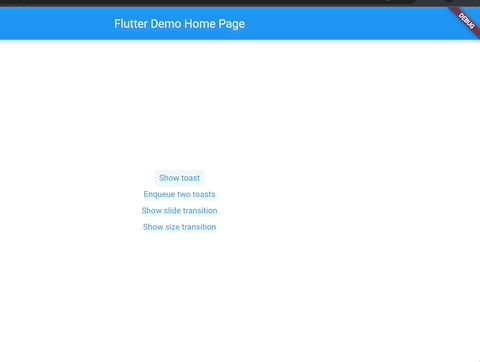 Flutter Demo Home Page
DEBUG
Show toast
Enqueue two toasts
Show slide transition
Show size transition